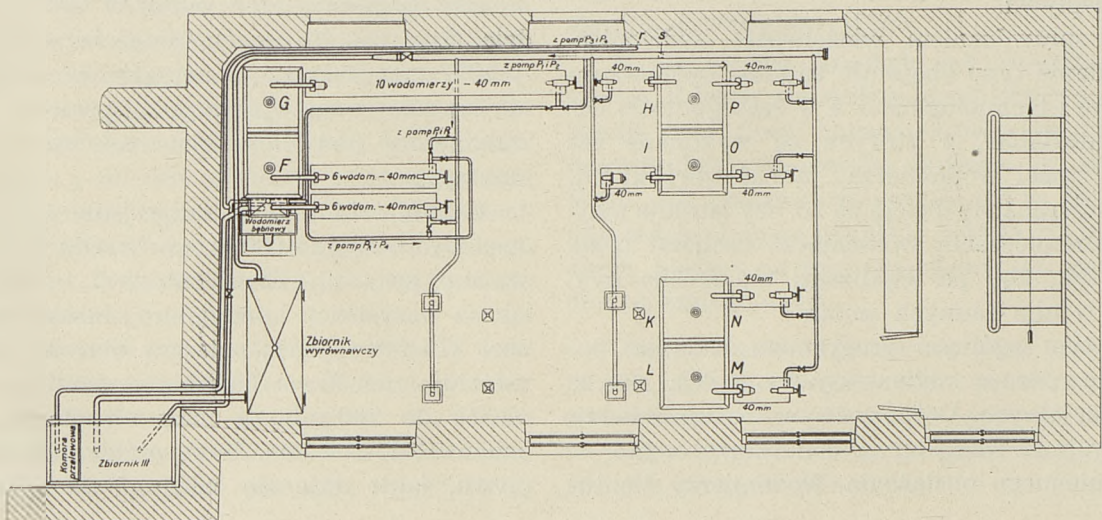 z pomp P₃ i P₄
r s
z pomp P₁ i P₂
40mm
40mm
G
10 wodomierzy - 40 mm
H
P
z pomp P₁ i P₂
I
O
F
6 wodom. - 40mm
40mm
40mm
6 wodom. - 40mm
Wodomierz
bębnowy
z pomp P₃ i P₄
40mm
K
N
Zbiornik
wyrównawczy
L
M
40mm
Komora
przelewowa
Zbiornik III